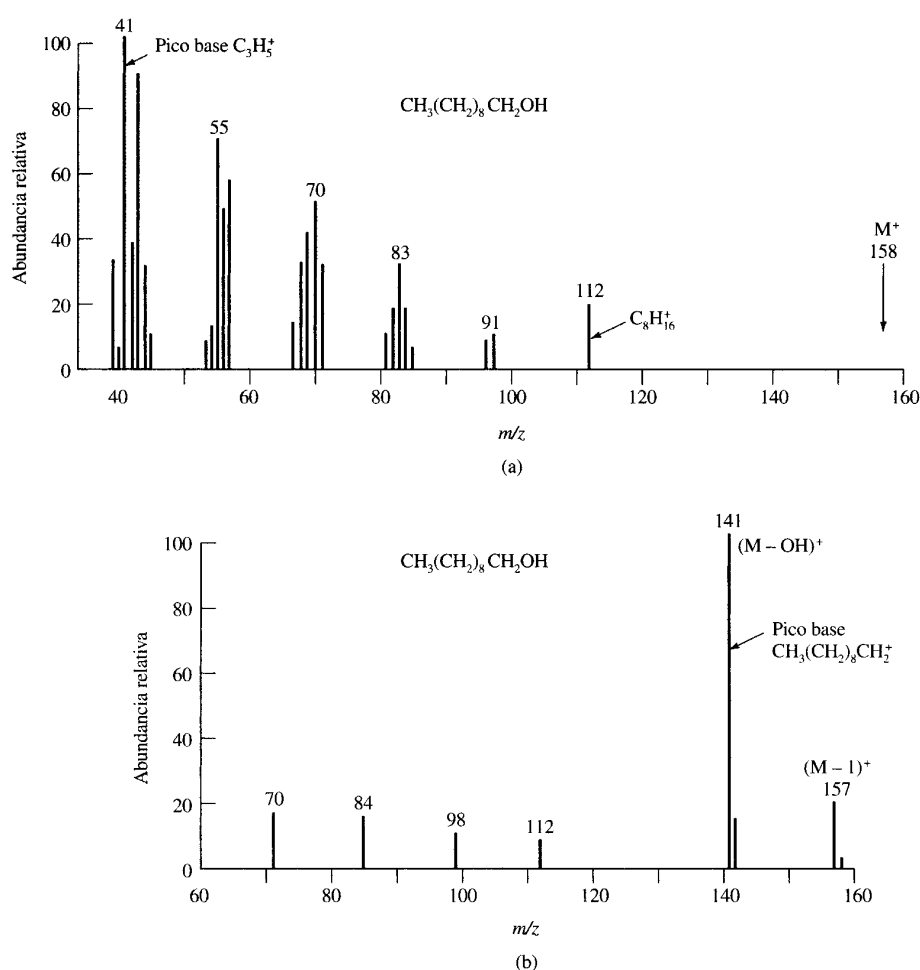 41
100
Pico base C₃H₅⁺
CH₃(CH₂)₈CH₂OH
80
55
60
70
M⁺
158
40
83
112
20
91
C₈H₁₆⁺
0
Abundancia relativa
40 60 80 100 120 140 160
m/z
(a)
141
100
CH₃(CH₂)₈CH₂OH
(M – OH)⁺
80
Pico base
CH₃(CH₂)₈CH₂⁺
60
40
(M – 1)⁺
157
20
70
84
98
112
0
Abundancia relativa
60 80 100 120 140 160
m/z
(b)